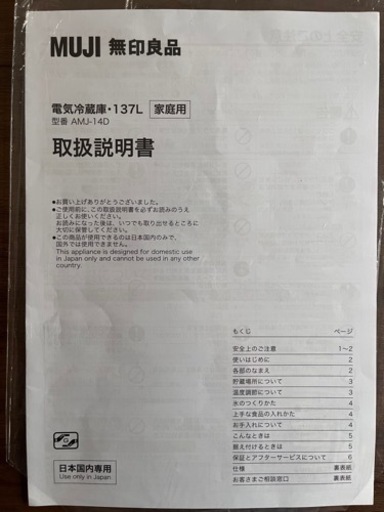 MUJI 無印良品
電気冷蔵庫・137L 家庭用
型番 AMJ-14D
取扱説明書
●お買い上げありがとうございました。
●ご使用前に、この取扱説明書を必ずお読みのうえ
正しくお使いください。
お読みになった後は、いつでも取り出せるところに
大切に保管してください。
●この商品が使用できるのは日本国内のみで、
国外では使用できません。
This appliance is designed for domestic use
in Japan only and cannot be used in any other
country.
もくじ ページ
安全上のご注意 1~2
使いはじめに 2
各部のなまえ 2
貯蔵場所について 3
温度調節について 3
氷のつくりかた 4
上手な食品の入れかた 4
お手入れについて 4
こんなときは 5
据え付けるときは 5
保証とアフターサービスについて 6
仕様 裏表紙
お客さまご相談窓口 裏表紙
日本国内専用
Use only in Japan